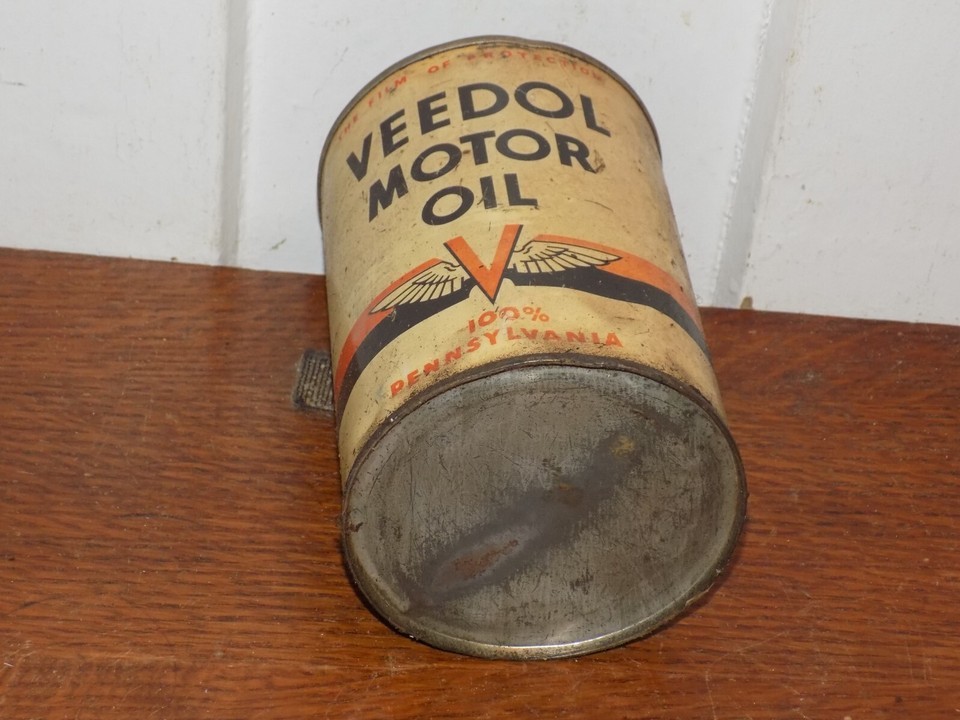 THE FILM OF PROTECTION
VEEDOL
MOTOR
OIL
V
100%
PENNSYLVANIA